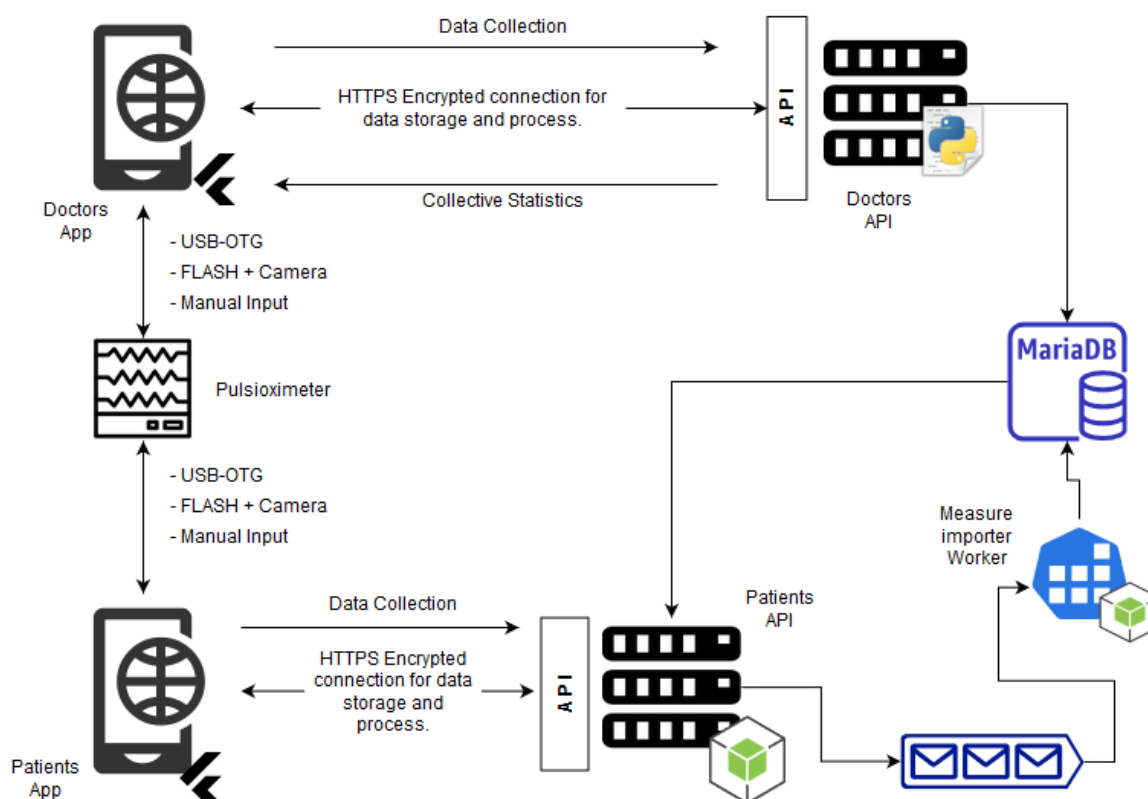 Data Collection
HTTPS Encrypted connection for
data storage and process.
Collective Statistics
API
Doctors
App
Doctors
API
- USB-OTG
- FLASH + Camera
- Manual Input
MariaDB
Pulsioximeter
- USB-OTG
- FLASH + Camera
- Manual Input
Measure
importer
Worker
Data Collection
HTTPS Encrypted
connection for data
storage and
process.
API
Patients
API
Patients
App